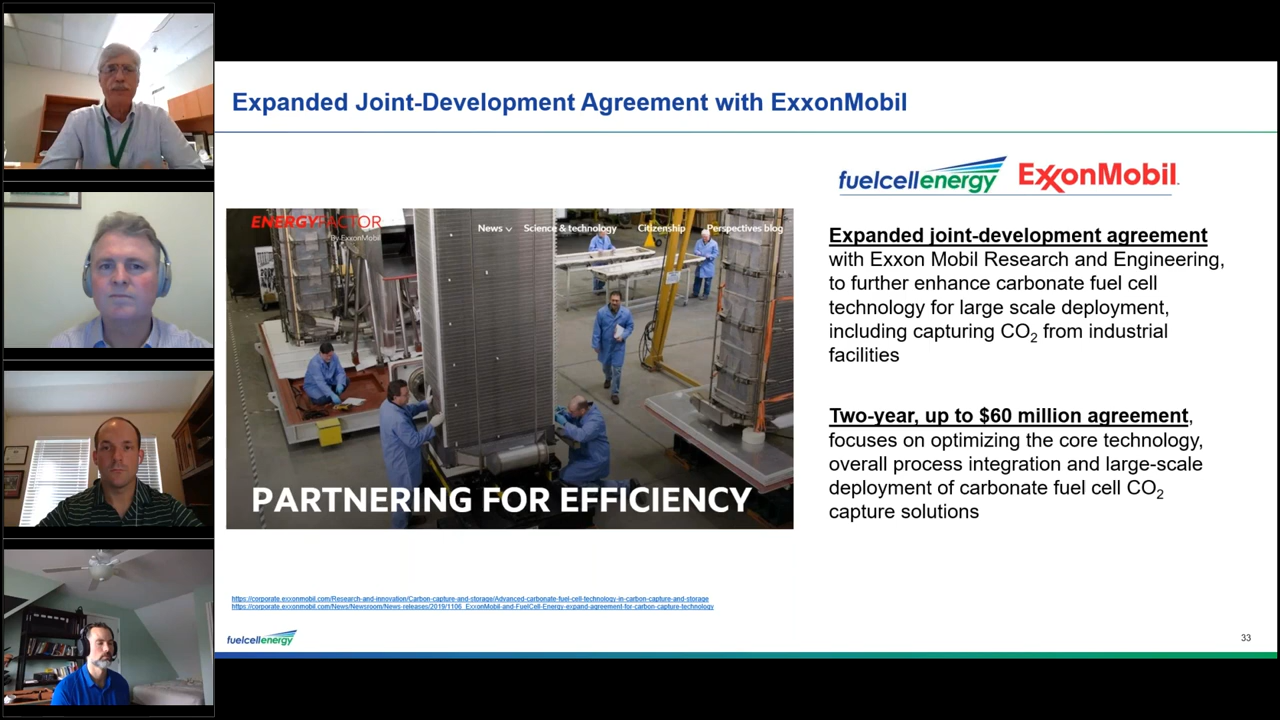 Expanded Joint-Development Agreement with ExxonMobil
fuelcellenergy ExxonMobil
ENERGYFACTOR
By ExxonMobil
News Science & technology Citizenship Perspectives blog
PARTNERING FOR EFFICIENCY
Expanded joint-development agreement
with Exxon Mobil Research and Engineering,
to further enhance carbonate fuel cell
technology for large scale deployment,
including capturing CO₂ from industrial
facilities
Two-year, up to $60 million agreement,
focuses on optimizing the core technology,
overall process integration and large-scale
deployment of carbonate fuel cell CO₂
capture solutions
https://corporate.exxonmobil.com/Research-and-innovation/Carbon-capture-and-storage/Advanced-carbonate-fuel-cell-technology-in-carbon-capture-and-storage
https://corporate.exxonmobil.com/News/Newsroom/News-releases/2019/1106_ExxonMobil-and-FuelCell-Energy-expand-agreement-for-carbon-capture-technology
fuelcellenergy
33